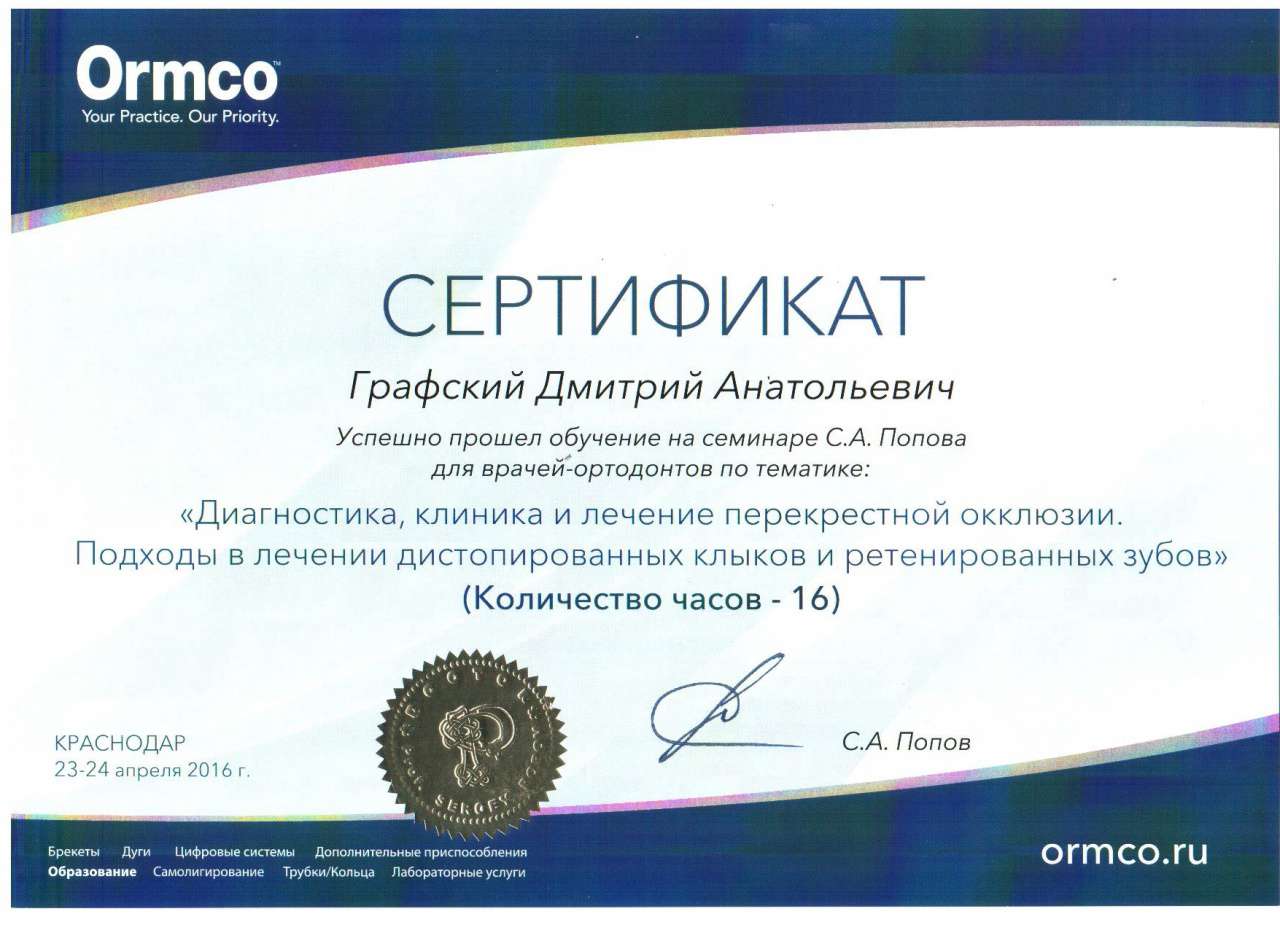 Ormco™
Your Practice. Our Priority.
СЕРТИФИКАТ
Графский Дмитрий Анатольевич
Успешно прошел обучение на семинаре С.А. Попова
для врачей-ортодонтов по тематике:
«Диагностика, клиника и лечение перекрестной окклюзии.
Подходы в лечении дистопированных клыков и ретенированных зубов»
(Количество часов - 16)
SERGEY
С.А. Попов
КРАСНОДАР
23-24 апреля 2016 г.
Брекеты Дуги Цифровые системы Дополнительные приспособления
Образование Самолигирование Трубки/Кольца Лабораторные услуги
ormco.ru